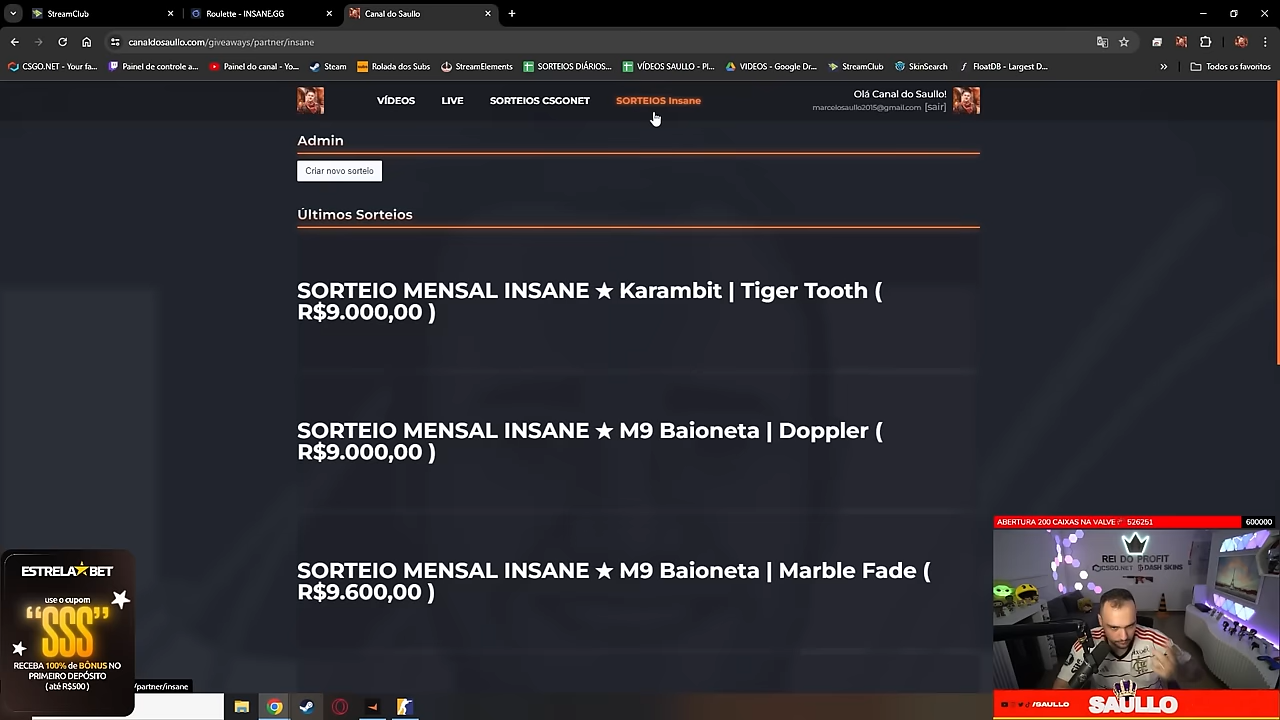 StreamClub
Roulette - INSANE.GG
Canal do Saullo
canaldosaullo.com/giveaways/partner/insane
CSGO.NET - Your fa...
Painel de controle a...
Painel do canal - Yo...
Steam
Rolada dos Subs
StreamElements
SORTEIOS DIÁRIOS...
VÍDEOS SAULLO - Pl...
VIDEOS - Google Dr...
StreamClub
SkinSearch
FloatDB - Largest D...
Todos os favoritos
VÍDEOS
LIVE
SORTEIOS CSGONET
SORTEIOS Insane
Olá Canal do Saullo!
marcelosaullo2015@gmail.com [sair]
Admin
Criar novo sorteio
Últimos Sorteios
SORTEIO MENSAL INSANE ★ Karambit | Tiger Tooth (
R$9.000,00 )
SORTEIO MENSAL INSANE ★ M9 Baioneta | Doppler (
R$9.000,00 )
SORTEIO MENSAL INSANE ★ M9 Baioneta | Marble Fade (
R$9.600,00 )
ESTRELA★BET
use o cupom
“SSS”
RECEBA 100% de BÔNUS NO
PRIMEIRO DEPÓSITO
(até R$500)
/partner/insane
ABERTURA 200 CAIXAS NA VALVE 526251
600000
REI DO PROFIT
CSGO.NET DASH SKINS
/SAULLO
SAULLO